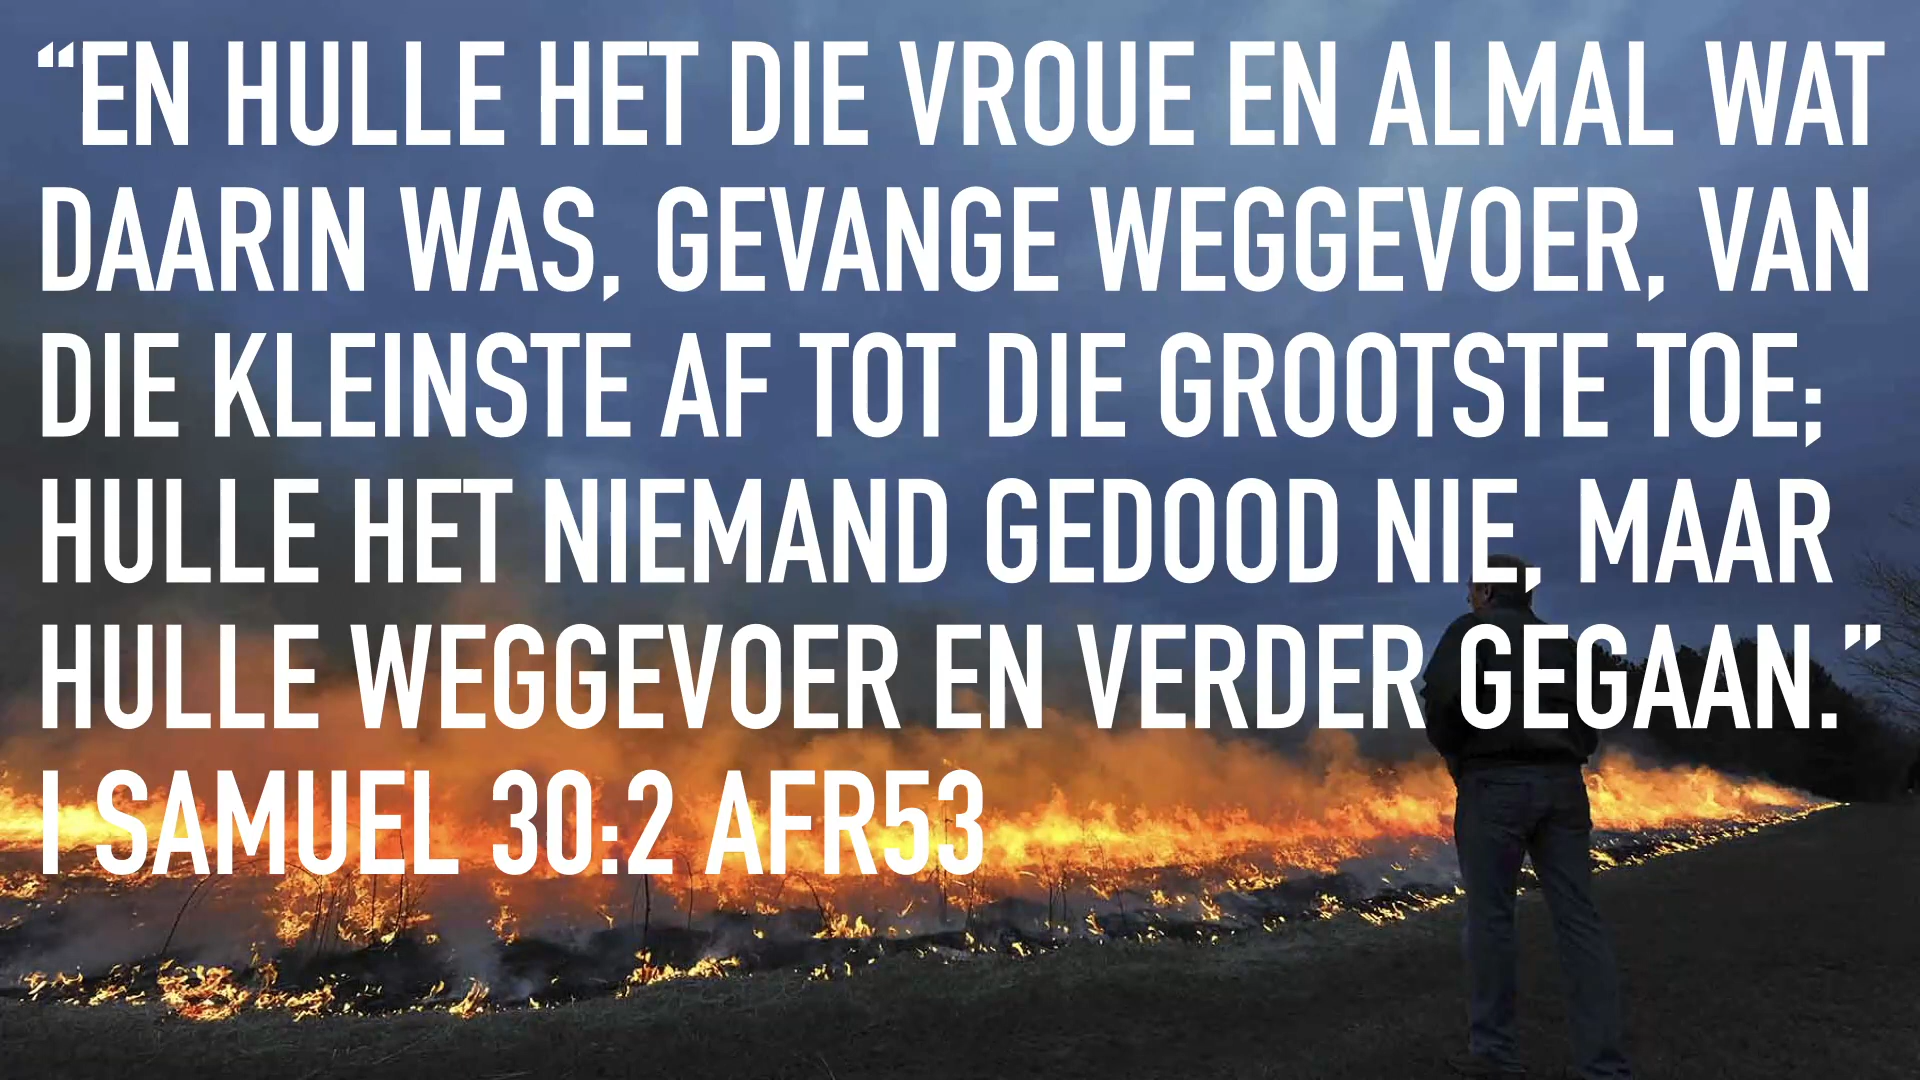 “EN HULLE HET DIE VROUE EN ALMAL WAT
DAARIN WAS, GEVANGE WEGGEVOER, VAN
DIE KLEINSTE AF TOT DIE GROOTSTE TOE;
HULLE HET NIEMAND GEDOOD NIE, MAAR
HULLE WEGGEVOER EN VERDER GEGAAN.”
I SAMUEL 30:2 AFR53